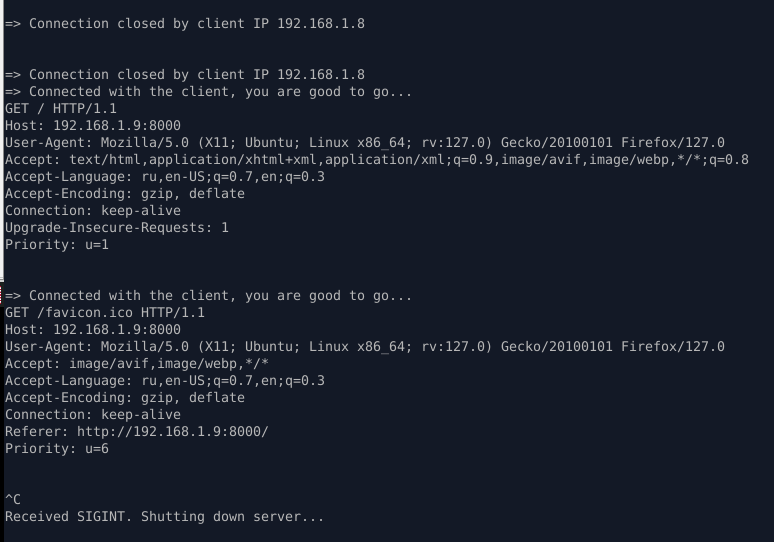 => Connection closed by client IP 192.168.1.8
=> Connection closed by client IP 192.168.1.8
=> Connected with the client, you are good to go...
GET / HTTP/1.1
Host: 192.168.1.9:8000
User-Agent: Mozilla/5.0 (X11; Ubuntu; Linux x86_64; rv:127.0) Gecko/20100101 Firefox/127.0
Accept: text/html,application/xhtml+xml,application/xml;q=0.9,image/avif,image/webp,*/*;q=0.8
Accept-Language: ru,en-US;q=0.7,en;q=0.3
Accept-Encoding: gzip, deflate
Connection: keep-alive
Upgrade-Insecure-Requests: 1
Priority: u=1
=> Connected with the client, you are good to go...
GET /favicon.ico HTTP/1.1
Host: 192.168.1.9:8000
User-Agent: Mozilla/5.0 (X11; Ubuntu; Linux x86_64; rv:127.0) Gecko/20100101 Firefox/127.0
Accept: image/avif,image/webp,*/*
Accept-Language: ru,en-US;q=0.7,en;q=0.3
Accept-Encoding: gzip, deflate
Connection: keep-alive
Referer: http://192.168.1.9:8000/
Priority: u=6
^C
Received SIGINT. Shutting down server...